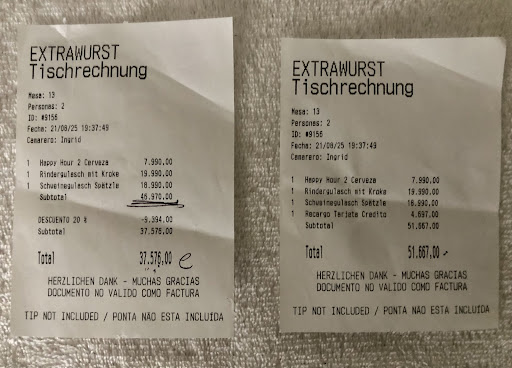 EXTRAWURST
Tischrechnung
Mesa: 13
Personas: 2
ID: #9156
Fecha: 21/08/25 19:37:49
Camarero: Ingrid
1 Happy Hour 2 Cerveza 7.990,00
1 Rindergulasch mit Kroke 19.990,00
1 Schweinegulasch Spätzle 18.990,00
Subtotal 46.970,00
DESCUENTO 20 % -9.394,00
Subtotal 37.576,00
Total 37.576,00
HERZLICHEN DANK - MUCHAS GRACIAS
DOCUMENTO NO VALIDO COMO FACTURA
TIP NOT INCLUDED / PONTA NÃO ESTA INCLUÍDA
EXTRAWURST
Tischrechnung
Mesa: 13
Personas: 2
ID: #9156
Fecha: 21/08/25 19:37:49
Camarero: Ingrid
1 Happy Hour 2 Cerveza 7.990,00
1 Rindergulasch mit Kroke 19.990,00
1 Schweinegulasch Spätzle 18.990,00
1 Recargo Tarjeta Credito 4.697,00
Subtotal 51.667,00
Total 51.667,00
HERZLICHEN DANK - MUCHAS GRACIAS
DOCUMENTO NO VALIDO COMO FACTURA
TIP NOT INCLUDED / PONTA NÃO ESTA INCLUÍDA